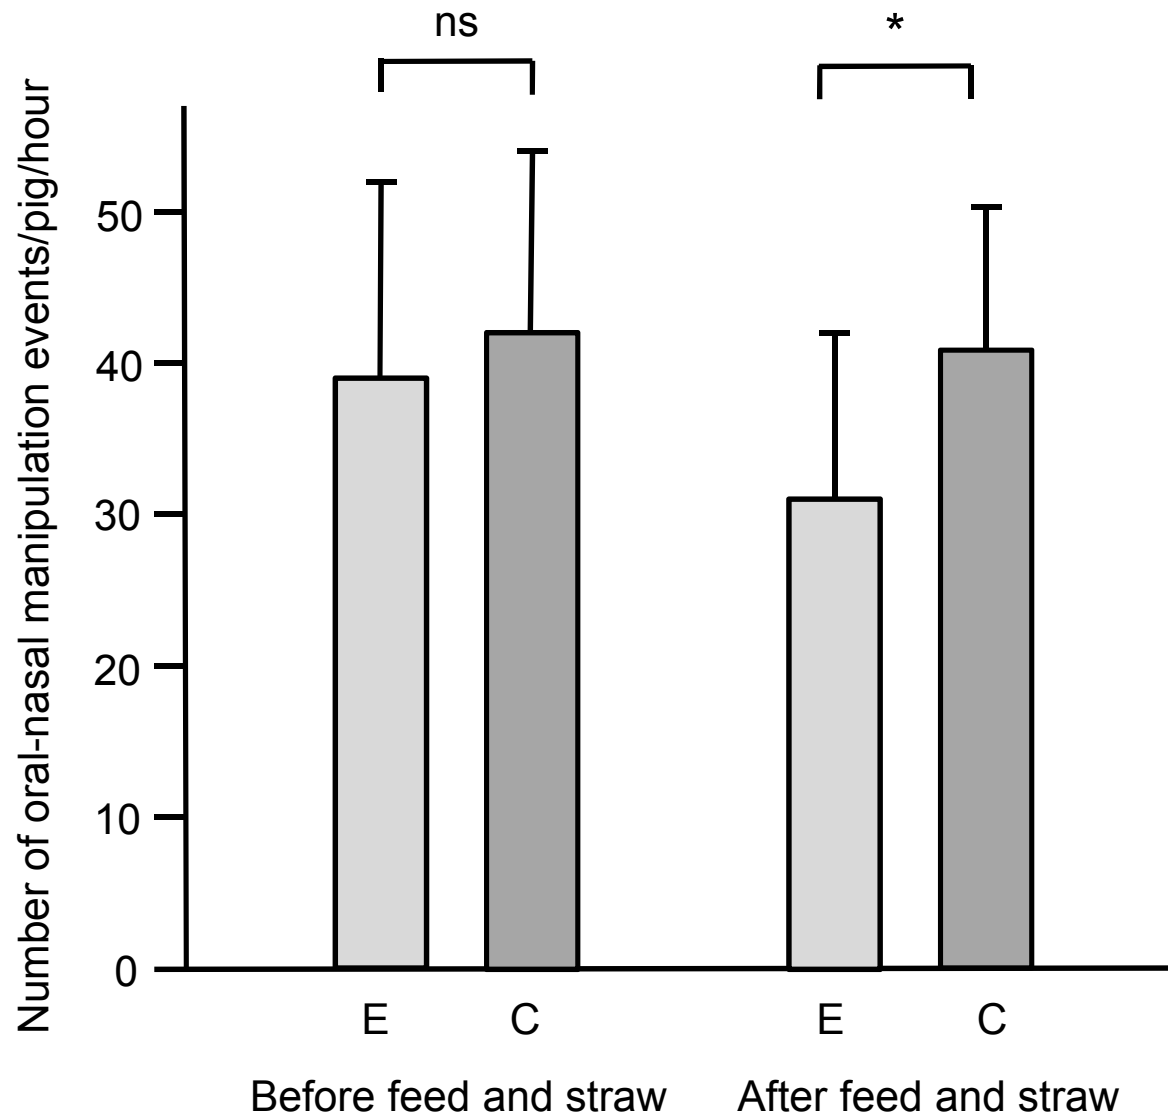 ns
*
Number of oral-nasal manipulation events/pig/hour
50
40
30
20
10
0
E C E C
Before feed and straw After feed and straw